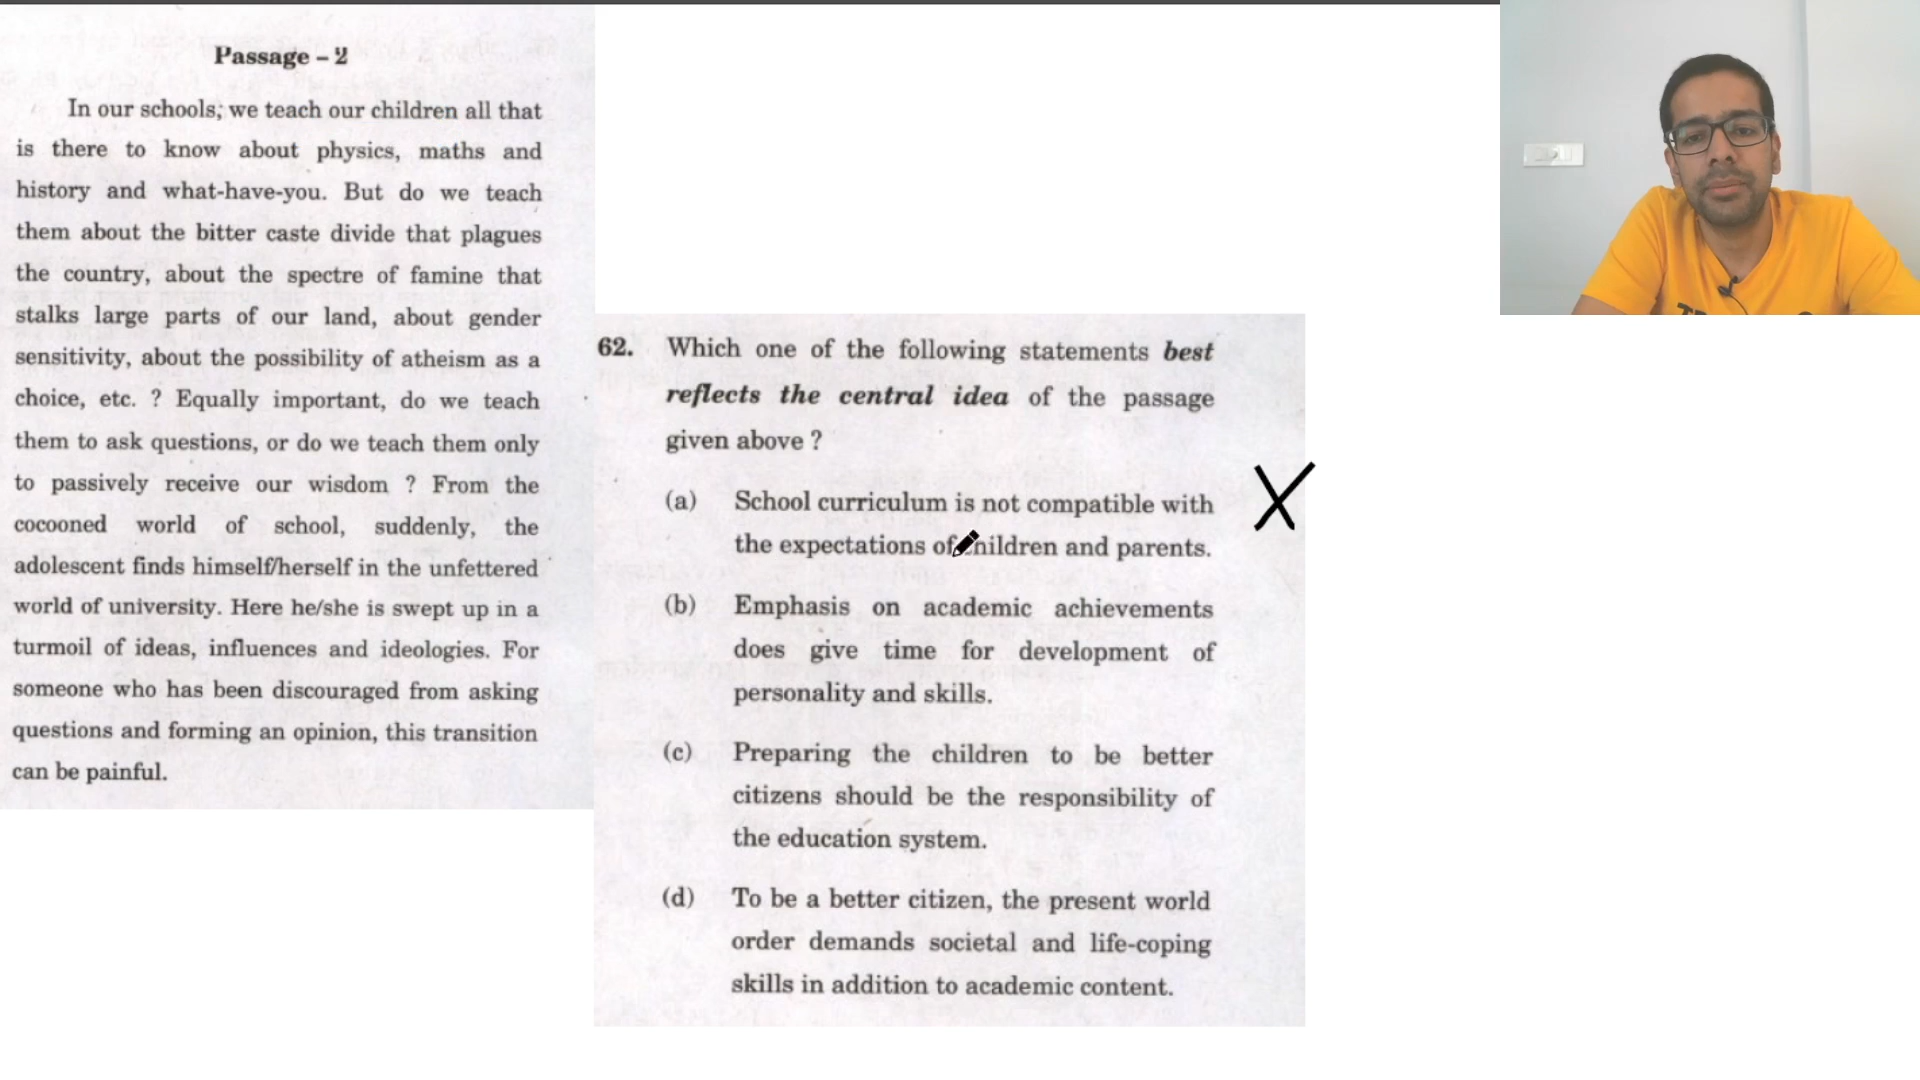 Passage – 2
In our schools, we teach our children all that
is there to know about physics, maths and
history and what-have-you. But do we teach
them about the bitter caste divide that plagues
the country, about the spectre of famine that
stalks large parts of our land, about gender
sensitivity, about the possibility of atheism as a
choice, etc. ? Equally important, do we teach
them to ask questions, or do we teach them only
to passively receive our wisdom ? From the
cocooned world of school, suddenly, the
adolescent finds himself/herself in the unfettered
world of university. Here he/she is swept up in a
turmoil of ideas, influences and ideologies. For
someone who has been discouraged from asking
questions and forming an opinion, this transition
can be painful.
62. Which one of the following statements best
reflects the central idea of the passage
given above ?
(a) School curriculum is not compatible with
the expectations of children and parents.
(b) Emphasis on academic achievements
does give time for development of
personality and skills.
(c) Preparing the children to be better
citizens should be the responsibility of
the education system.
(d) To be a better citizen, the present world
order demands societal and life-coping
skills in addition to academic content.